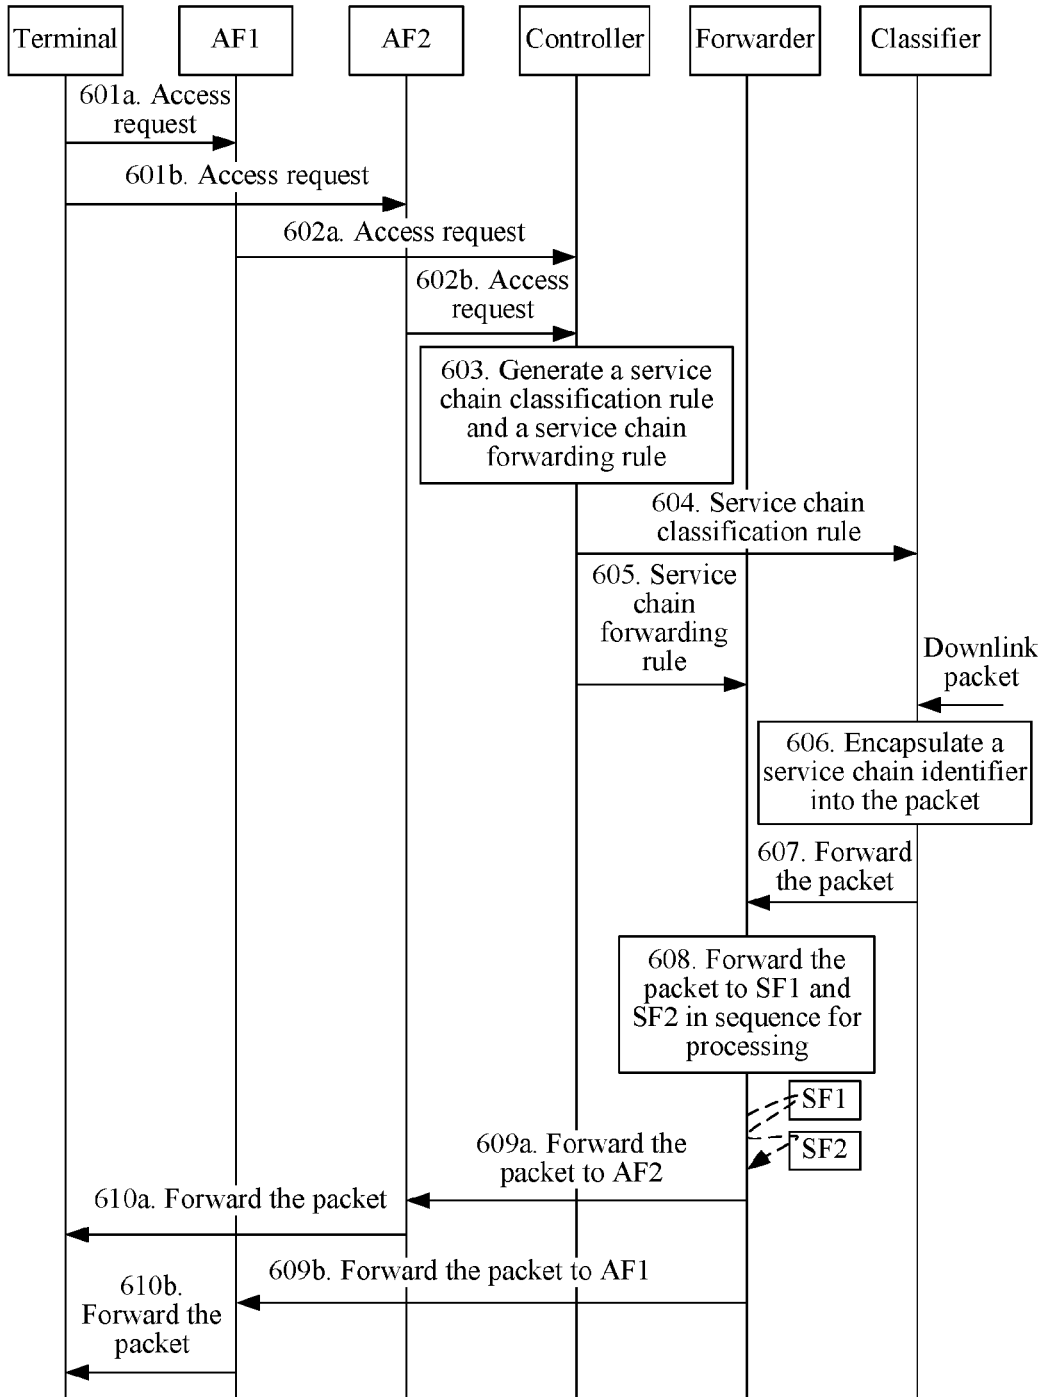 Terminal
AF1
AF2
Controller
Forwarder
Classifier
601a. Access
request
601b. Access request
602a. Access request
602b. Access
request
603. Generate a service
chain classification rule
and a service chain
forwarding rule
604. Service chain
classification rule
605. Service
chain
forwarding
rule
Downlink
packet
606. Encapsulate a
service chain identifier
into the packet
607. Forward
the packet
608. Forward the
packet to SF1 and
SF2 in sequence for
processing
SF1
SF2
609a. Forward the
packet to AF2
610a. Forward the packet
609b. Forward the packet to AF1
610b.
Forward the
packet